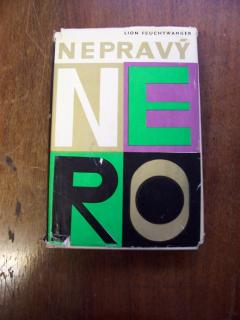 LION FEUCHTWANGER
NEPRAVÝ
NE
RO